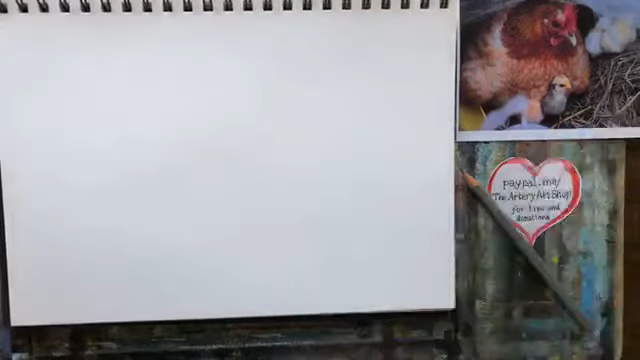 paypal.me/
The Artery Art Shop
for tips and
donations